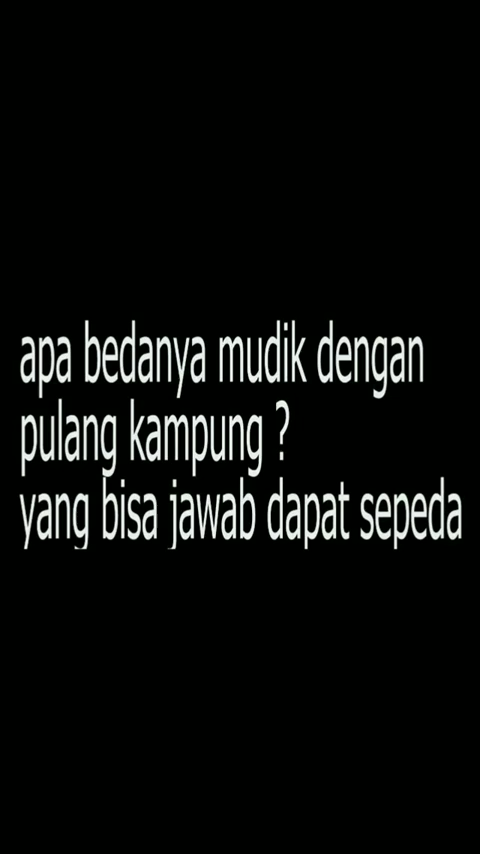 apa bedanya mudik dengan
pulang kampung ?
yang bisa jawab dapat sepeda